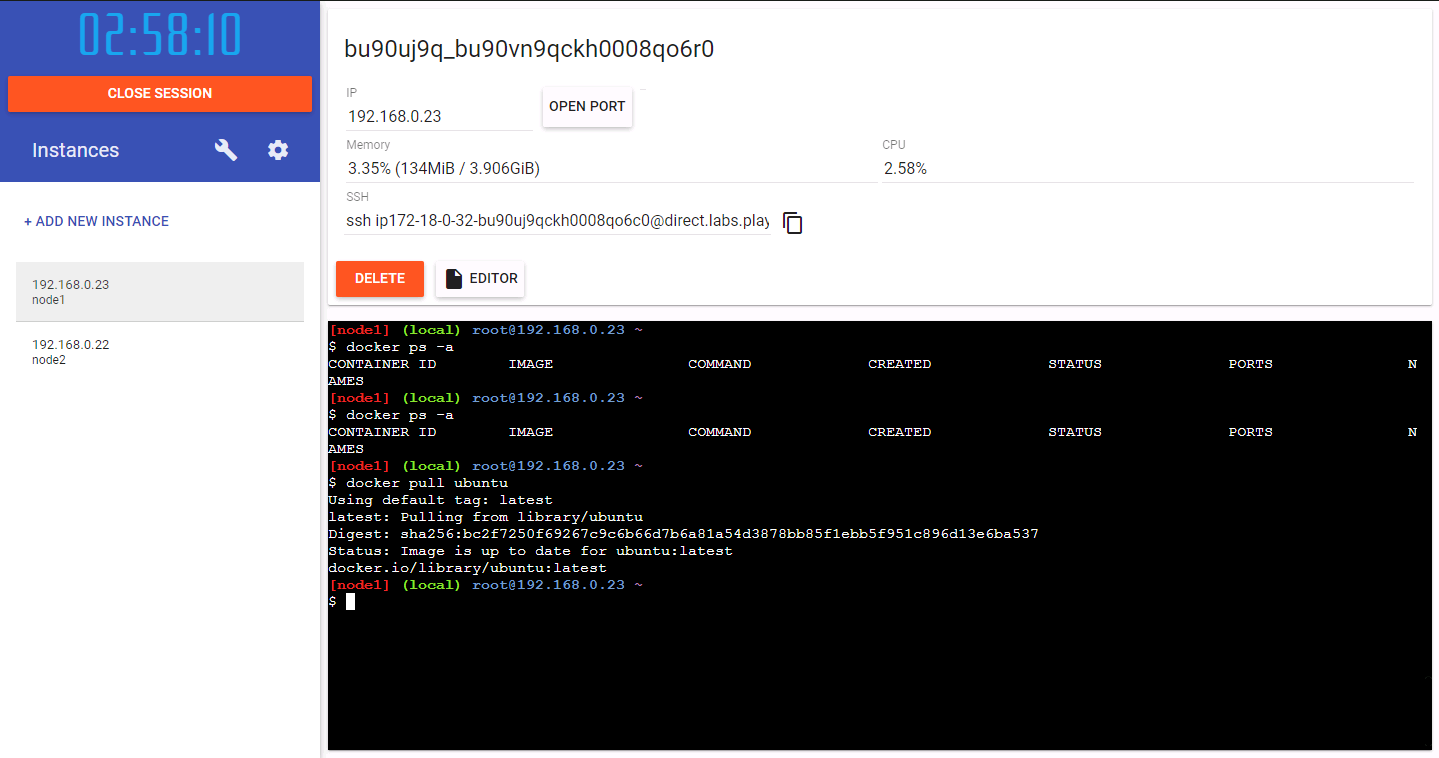 02:58:10
CLOSE SESSION
Instances
+ ADD NEW INSTANCE
192.168.0.23
node1
192.168.0.22
node2
bu90uj9q_bu90vn9qckh0008qo6r0
IP
192.168.0.23
OPEN PORT
Memory
3.35% (134MiB / 3.906GiB)
CPU
2.58%
SSH
ssh ip172-18-0-32-bu90uj9qckh0008qo6c0@direct.labs.play
DELETE
EDITOR
[node1] (local) root@192.168.0.23 ~
$ docker ps -a
CONTAINER ID        IMAGE               COMMAND             CREATED             STATUS              PORTS               N
AMES
[node1] (local) root@192.168.0.23 ~
$ docker ps -a
CONTAINER ID        IMAGE               COMMAND             CREATED             STATUS              PORTS               N
AMES
[node1] (local) root@192.168.0.23 ~
$ docker pull ubuntu
Using default tag: latest
latest: Pulling from library/ubuntu
Digest: sha256:bc2f7250f69267c9c6b66d7b6a81a54d3878bb85f1ebb5f951c896d13e6ba537
Status: Image is up to date for ubuntu:latest
docker.io/library/ubuntu:latest
[node1] (local) root@192.168.0.23 ~
$